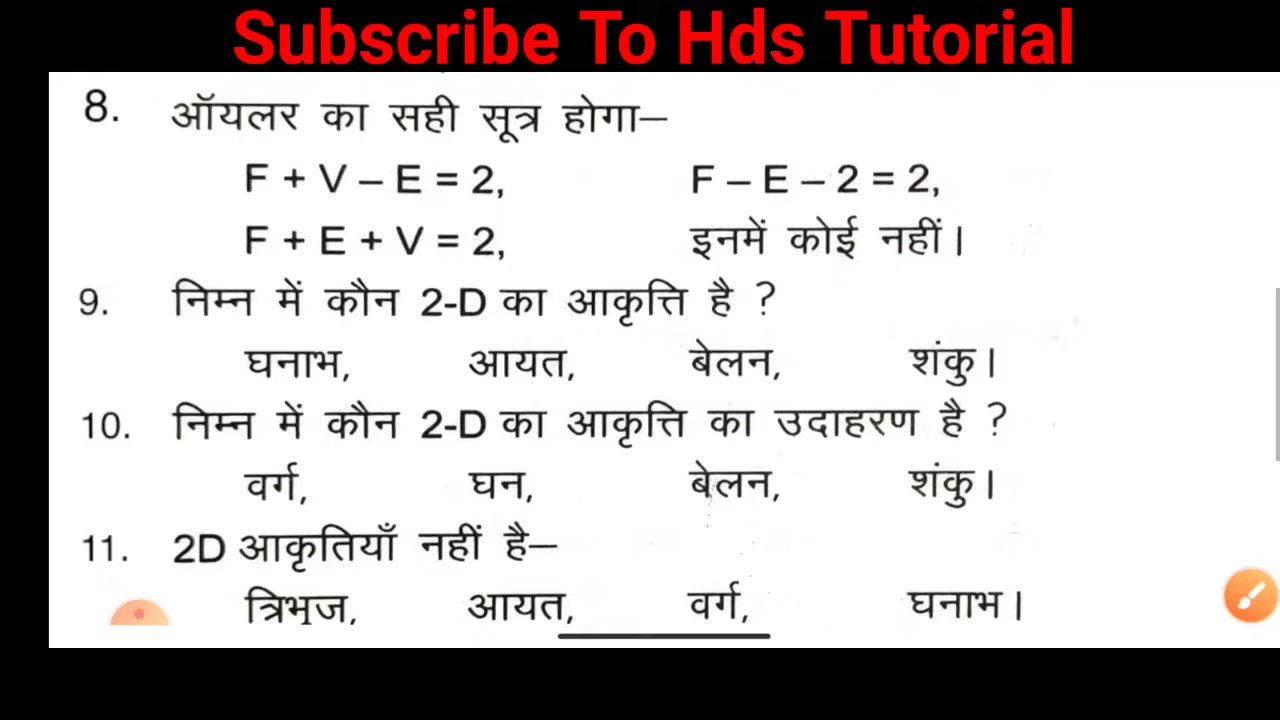 Subscribe To Hds Tutorial
8. ऑयलर का सही सूत्र होगा–
F + V – E = 2, F – E – 2 = 2,
F + E + V = 2, इनमें कोई नहीं।
9. निम्न में कौन 2-D का आकृत्ति है ?
घनाभ, आयत, बेलन, शंकु।
10. निम्न में कौन 2-D का आकृत्ति का उदाहरण है ?
वर्ग, घन, बेलन, शंकु।
11. 2D आकृतियाँ नहीं है–
त्रिभुज, आयत, वर्ग, घनाभ।